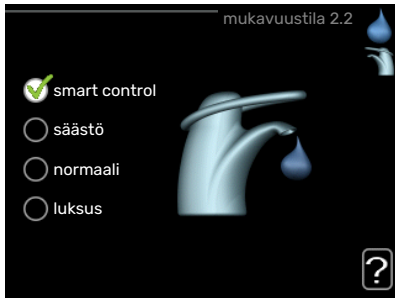 mukavuustila 2.2
smart control
säästö
normaali
luksus
?